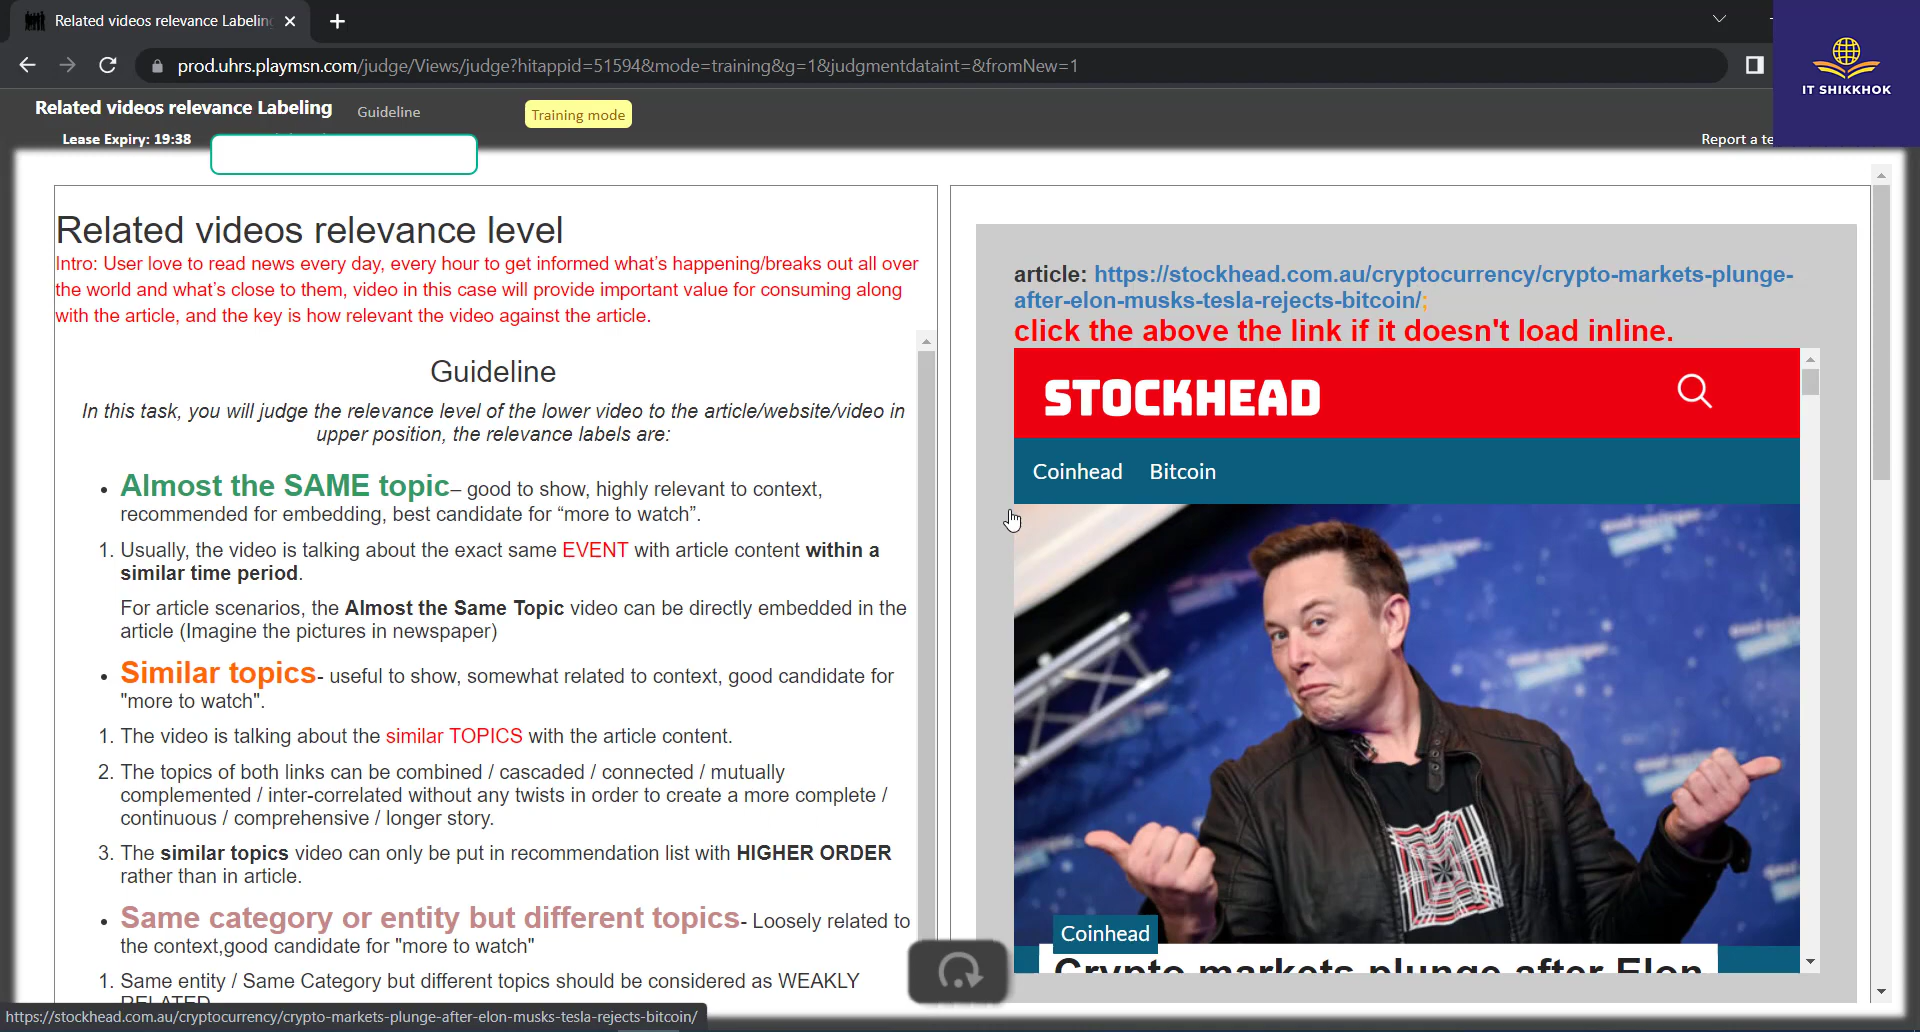 Related videos relevance Labelin
prod.uhrs.playmsn.com/judge/Views/judge?hitappid=51594&mode=training&g=1&judgmentdataint=&fromNew=1
IT SHIKKHOK
Related videos relevance Labeling
Guideline
Training mode
Lease Expiry: 19:38
Report a te
Related videos relevance level
Intro: User love to read news every day, every hour to get informed what's happening/breaks out all over
the world and what's close to them, video in this case will provide important value for consuming along
with the article, and the key is how relevant the video against the article.
Guideline
In this task, you will judge the relevance level of the lower video to the article/website/video in
upper position, the relevance labels are:
• Almost the SAME topic– good to show, highly relevant to context,
recommended for embedding, best candidate for “more to watch”.
1. Usually, the video is talking about the exact same EVENT with article content within a
similar time period.
For article scenarios, the Almost the Same Topic video can be directly embedded in the
article (Imagine the pictures in newspaper)
• Similar topics- useful to show, somewhat related to context, good candidate for
"more to watch".
1. The video is talking about the similar TOPICS with the article content.
2. The topics of both links can be combined / cascaded / connected / mutually
complemented / inter-correlated without any twists in order to create a more complete /
continuous / comprehensive / longer story.
3. The similar topics video can only be put in recommendation list with HIGHER ORDER
rather than in article.
• Same category or entity but different topics- Loosely related to
the context,good candidate for "more to watch"
1. Same entity / Same Category but different topics should be considered as WEAKLY
RELATED
https://stockhead.com.au/cryptocurrency/crypto-markets-plunge-after-elon-musks-tesla-rejects-bitcoin/
article: https://stockhead.com.au/cryptocurrency/crypto-markets-plunge-
after-elon-musks-tesla-rejects-bitcoin/;
click the above the link if it doesn't load inline.
STOCKHEAD
Coinhead Bitcoin
Coinhead
Crypto markets plunge after Elon